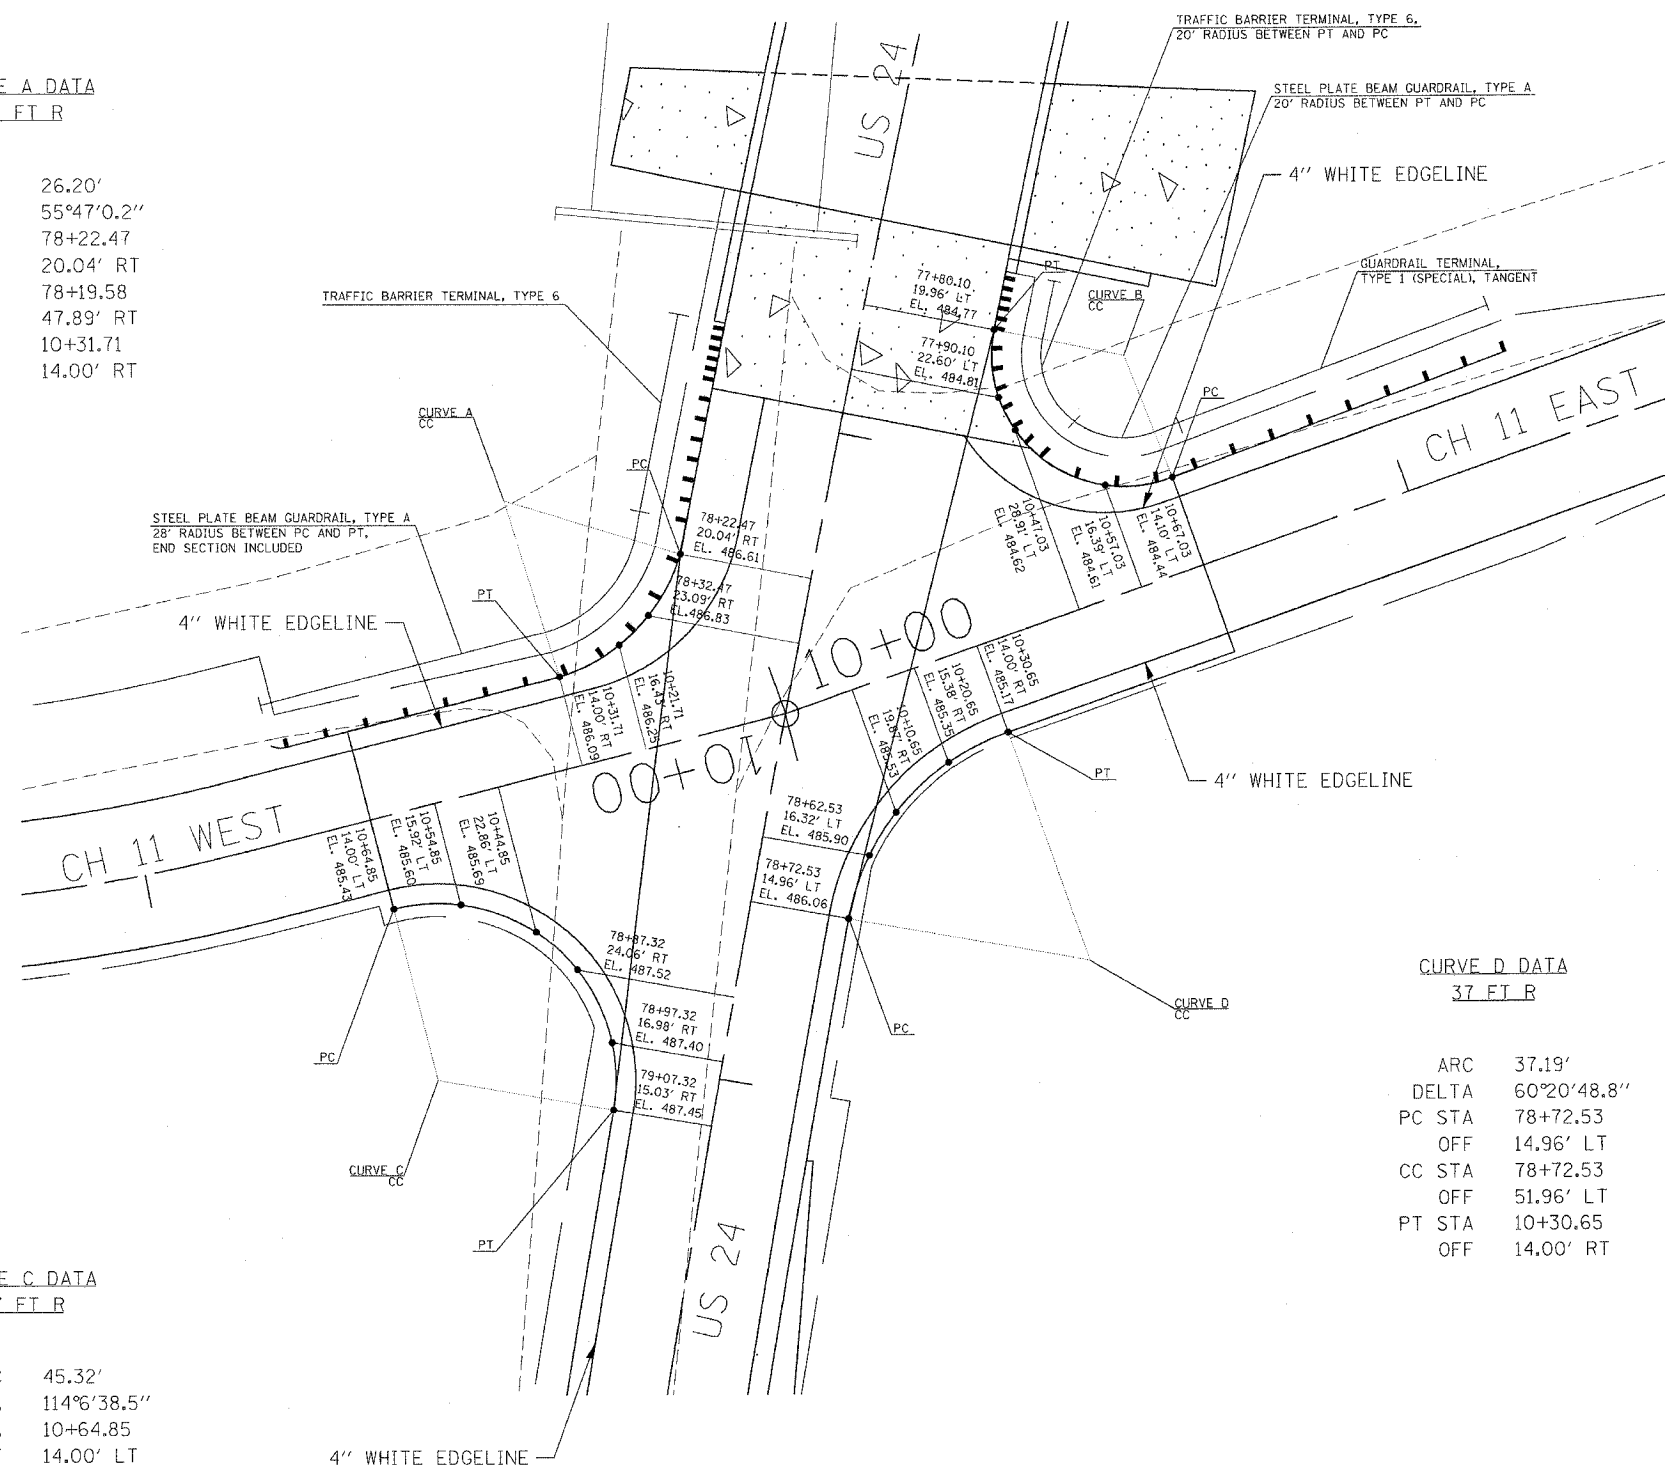 E A DATA
FT R
26.20'
55°47'0.2"
78+22.47
20.04' RT
78+19.58
47.89' RT
10+31.71
14.00' RT
TRAFFIC BARRIER TERMINAL, TYPE 6,
20' RADIUS BETWEEN PT AND PC
STEEL PLATE BEAM GUARDRAIL, TYPE A
20' RADIUS BETWEEN PT AND PC
4" WHITE EDGELINE
US 24
GUARDRAIL TERMINAL,
TYPE 1 (SPECIAL), TANGENT
PT
CURVE B
CC
77+80.10
19.96' LT
EL. 484.77
77+90.10
22.60' LT
EL. 484.81
TRAFFIC BARRIER TERMINAL, TYPE 6
PC
CURVE A
CC
PC
CH 11 EAST
STEEL PLATE BEAM GUARDRAIL, TYPE A
28' RADIUS BETWEEN PC AND PT,
END SECTION INCLUDED
78+22.47
20.04' RT
EL. 486.61
78+32.47
23.09' RT
EL. 486.83
10+47.03
28.91' LT
EL. 484.62
10+57.03
16.39' LT
EL. 484.61
10+67.03
14.10' LT
EL. 484.44
PT
4" WHITE EDGELINE
10+00
10+00
10+31.71
14.00' RT
EL. 486.09
10+21.71
16.43' RT
EL. 486.25
10+10.65
19.87' RT
EL. 485.53
10+20.65
15.38' RT
EL. 485.35
10+30.65
14.00' RT
EL. 485.17
PT
4" WHITE EDGELINE
CH 11 WEST
10+64.85
14.00' LT
EL. 485.43
10+54.85
15.92' LT
EL. 485.60
10+44.85
22.86' LT
EL. 485.69
78+62.53
16.32' LT
EL. 485.90
78+72.53
14.96' LT
EL. 486.06
78+87.32
24.06' RT
EL. 487.52
78+97.32
16.98' RT
EL. 487.40
79+07.32
15.03' RT
EL. 487.45
PC
PC
CURVE D
CC
CURVE C
CC
PT
US 24
CURVE D DATA
37 FT R
ARC 37.19'
DELTA 60°20'48.8"
PC STA 78+72.53
OFF 14.96' LT
CC STA 78+72.53
OFF 51.96' LT
PT STA 10+30.65
OFF 14.00' RT
E C DATA
FT R
45.32'
114°6'38.5"
10+64.85
14.00' LT
4" WHITE EDGELINE